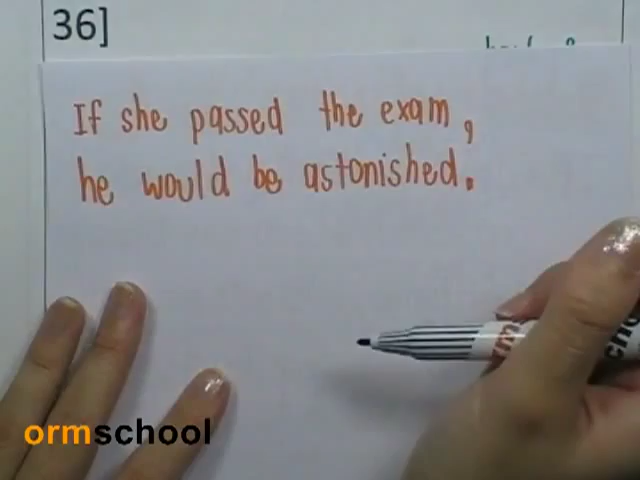 36]
If she passed the exam,
he would be astonished.
ormschool